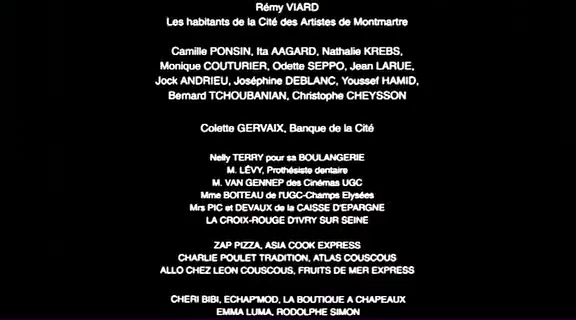 Rémy VIARD
Les habitants de la Cité des Artistes de Montmartre
Camille PONSIN, Ita AAGARD, Nathalie KREBS,
Monique COUTURIER, Odette SEPPO, Jean LARUE,
Jock ANDRIEU, Joséphine DEBLANC, Youssef HAMID,
Bernard TCHOUBANIAN, Christophe CHEYSSON
Colette GERVAIX, Banque de la Cité
Nelly TERRY pour sa BOULANGERIE
M. LÉVY, Prothésiste dentaire
M. VAN GENNEP des Cinémas UGC
Mme BOITEAU de l'UGC-Champs Elysées
Mrs PIC et DEVAUX de la CAISSE D'EPARGNE
LA CROIX-ROUGE D'IVRY SUR SEINE
ZAP PIZZA, ASIA COOK EXPRESS
CHARLIE POULET TRADITION, ATLAS COUSCOUS
ALLO CHEZ LEON COUSCOUS, FRUITS DE MER EXPRESS
CHERI BIBI, ECHAP'MOD, LA BOUTIQUE A CHAPEAUX
EMMA LUMA, RODOLPHE SIMON